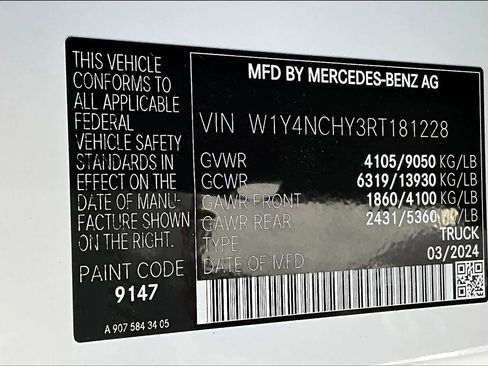 THIS VEHICLE
CONFORMS TO
ALL APPLICABLE
FEDERAL
VEHICLE SAFETY
STANDARDS IN
EFFECT ON THE
DATE OF MANU-
FACTURE SHOWN
ON THE RIGHT.
PAINT CODE
9147
A 907 584 34 05
MFD BY MERCEDES-BENZ AG
VIN W1Y4NCHY3RT181228
GVWR 4105/9050 KG/LB
GCWR 6319/13930 KG/LB
GAWR FRONT 1860/4100 KG/LB
GAWR REAR 2431/5360 KG/LB
TYPE TRUCK
DATE OF MFD 03/2024